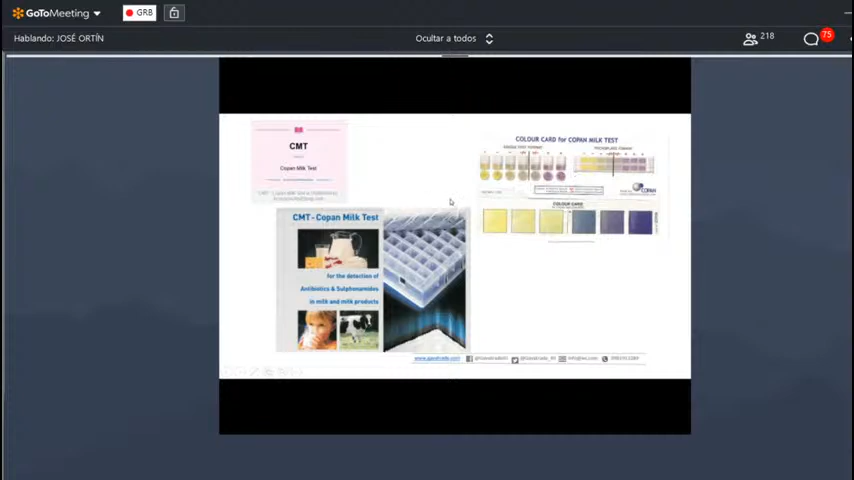 GoToMeeting
GRB
Hablando: JOSÉ ORTÍN
Ocultar a todos
218
75
CMT
Copan Milk Test
CMT - Copan Milk Test
for the detection of
Antibiotics & Sulphonamides
in milk and milk products
COLOUR CARD for COPAN MILK TEST
COPAN
COLOUR CARD